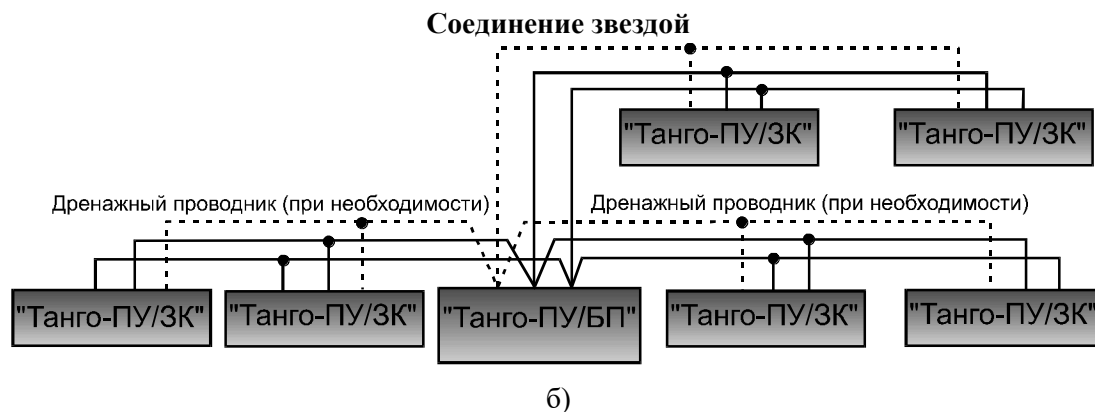 Соединение звездой
"Танго-ПУ/ЗК" "Танго-ПУ/ЗК"
Дренажный проводник (при необходимости) Дренажный проводник (при необходимости)
"Танго-ПУ/ЗК" "Танго-ПУ/ЗК" "Танго-ПУ/БП" "Танго-ПУ/ЗК" "Танго-ПУ/ЗК"
б)